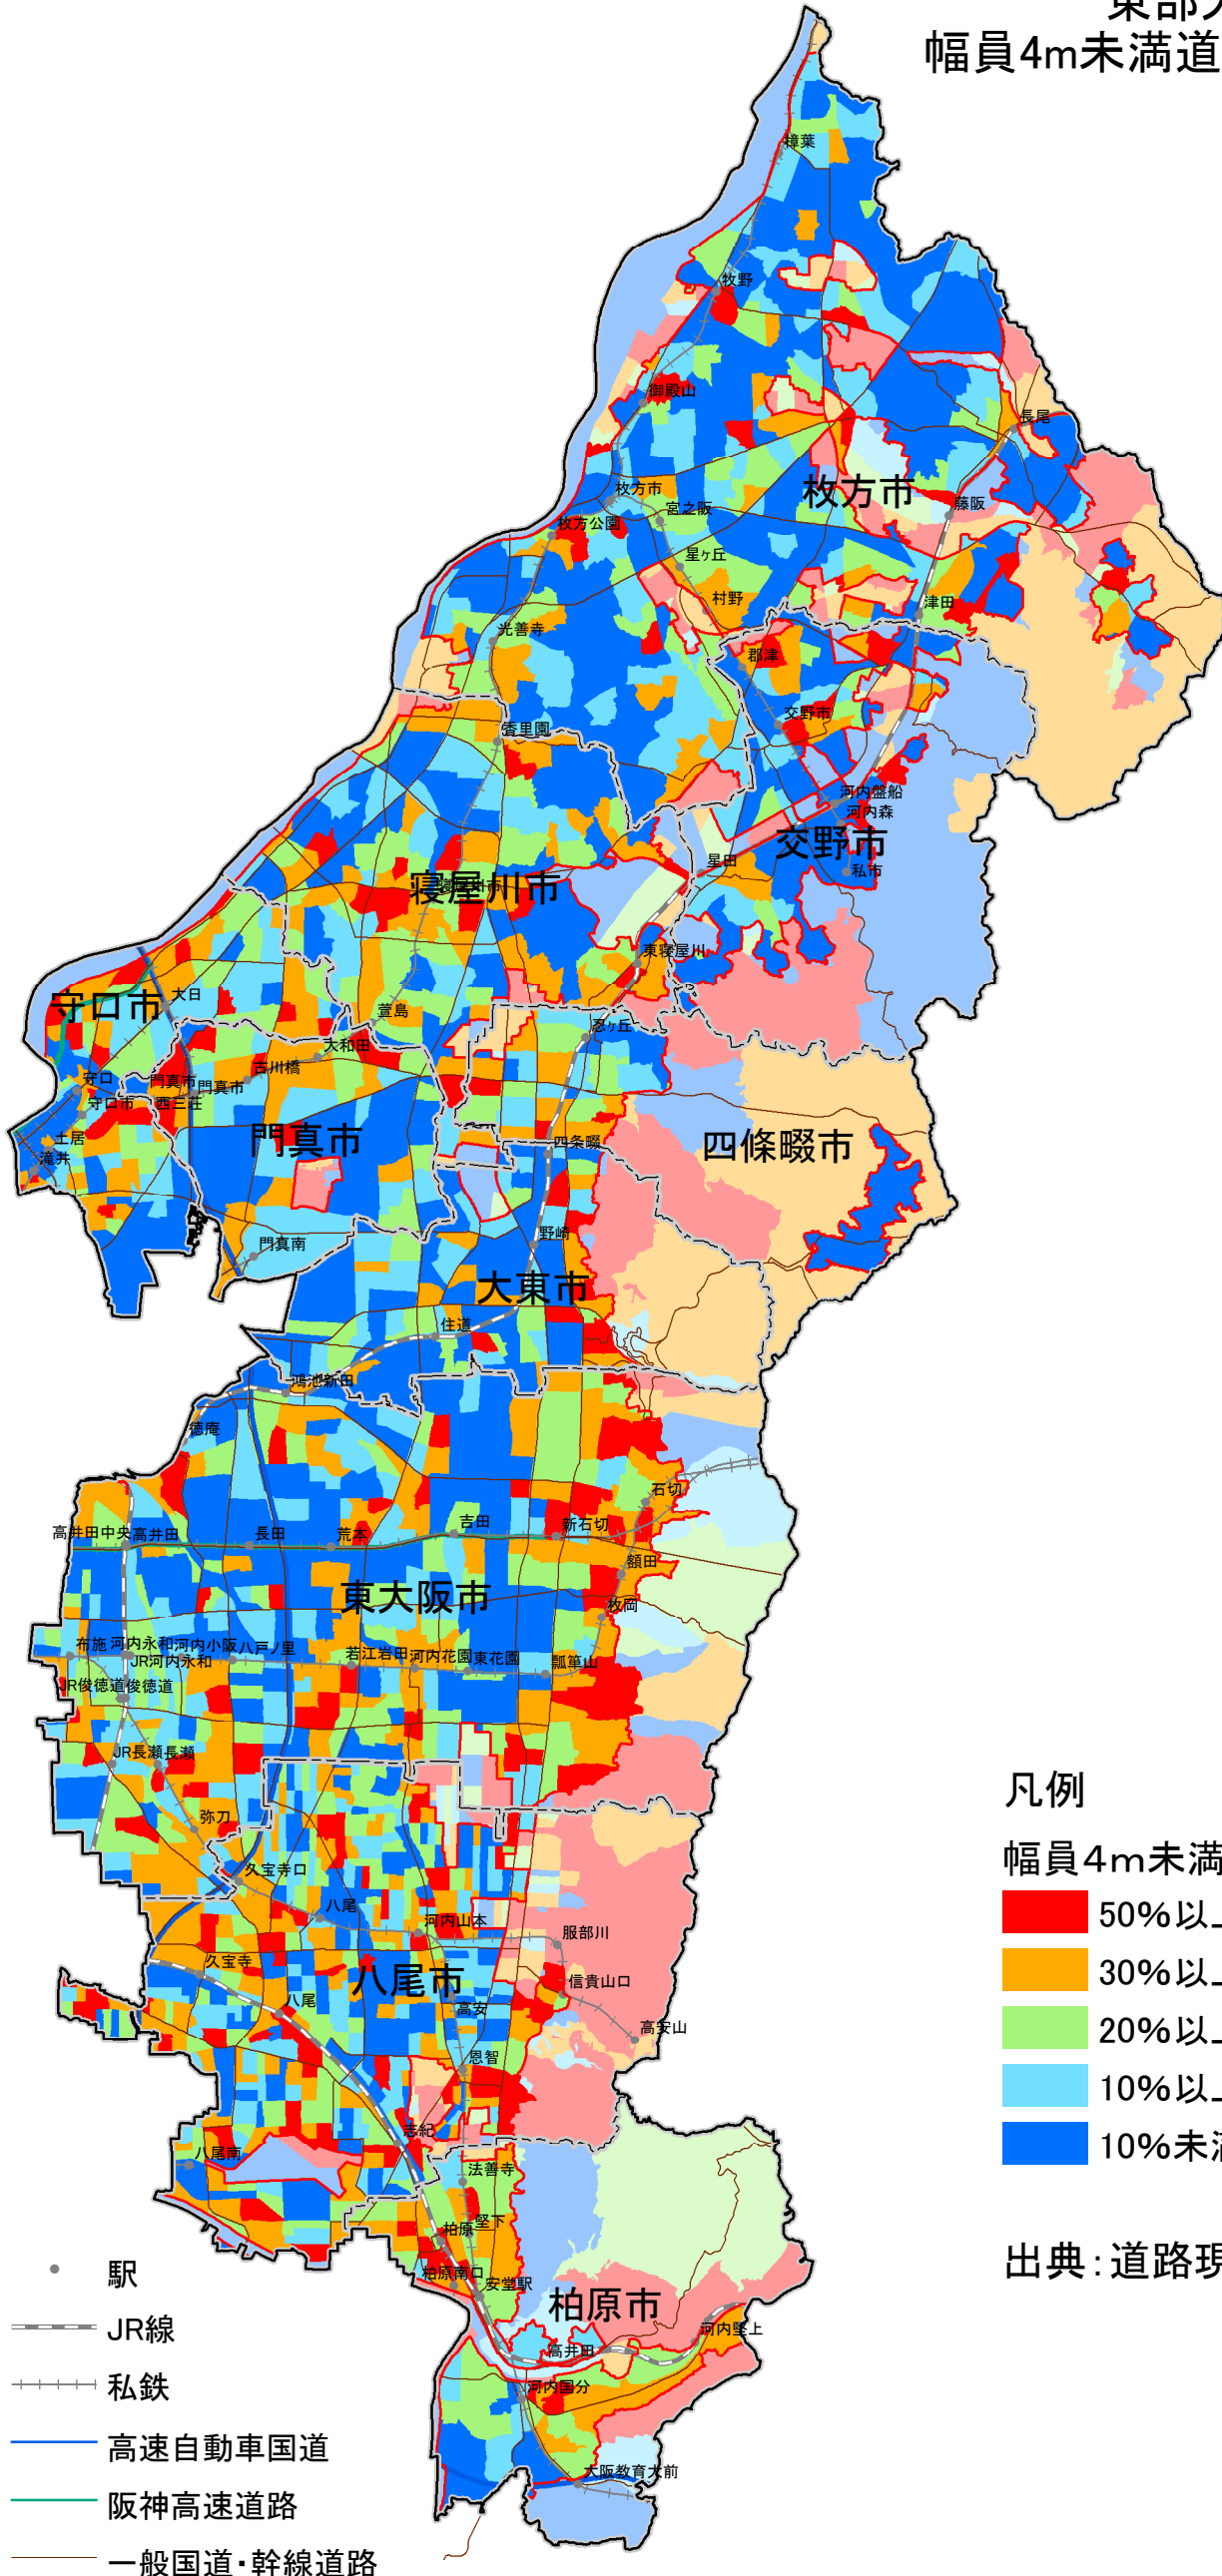 東部大
幅員4m未満道
樟葉
牧野
御殿山
長尾
枚方市
枚方市
藤阪
宮之阪
枚方公園
星ヶ丘
村野
津田
光善寺
郡津
交野市
香里園
河内磐船
河内森
交野市
星田
私市
寝屋川市
寝屋川市
東寝屋川
守口市
大日
萱島
忍ヶ丘
大和田
古川橋
守口
門真市
門真市
守口市
西三荘
土居
門真市
四条畷
四條畷市
滝井
野崎
門真南
大東市
住道
鴻池新田
徳庵
石切
高井田中央
高井田
長田
荒本
吉田
新石切
額田
東大阪市
枚岡
布施
河内永和
河内小阪
八戸ノ里
JR河内永和
若江岩田
河内花園
東花園
瓢箪山
JR俊徳道
俊徳道
JR長瀬
長瀬
弥刀
久宝寺口
八尾
河内山本
服部川
久宝寺
八尾市
信貴山口
八尾
高安
高安山
恩智
志紀
八尾南
法善寺
柏原
堅下
柏原南口
安堂駅
柏原市
河内堅上
高井田
河内国分
大阪教育大前
凡例
幅員4m未満
50%以上
30%以上
20%以上
10%以上
10%未満
出典：道路現
駅
JR線
私鉄
高速自動車国道
阪神高速道路
一般国道・幹線道路